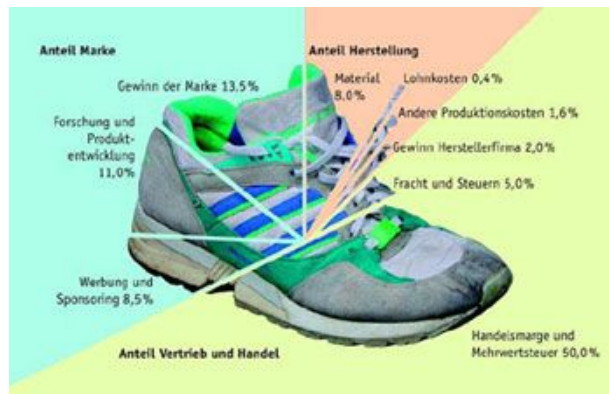 Anteil Marke
Anteil Herstellung
Gewinn der Marke 13,5%
Forschung und
Produkt-
entwicklung
11,0%
Werbung und
Sponsoring 8,5%
Material
8,0%
Lohnkosten 0,4%
Andere Produktionskosten 1,6%
Gewinn Herstellerfirma 2,0%
Fracht und Steuern 5,0%
Handelsmarge und
Mehrwertsteuer 50,0%
Anteil Vertrieb und Handel